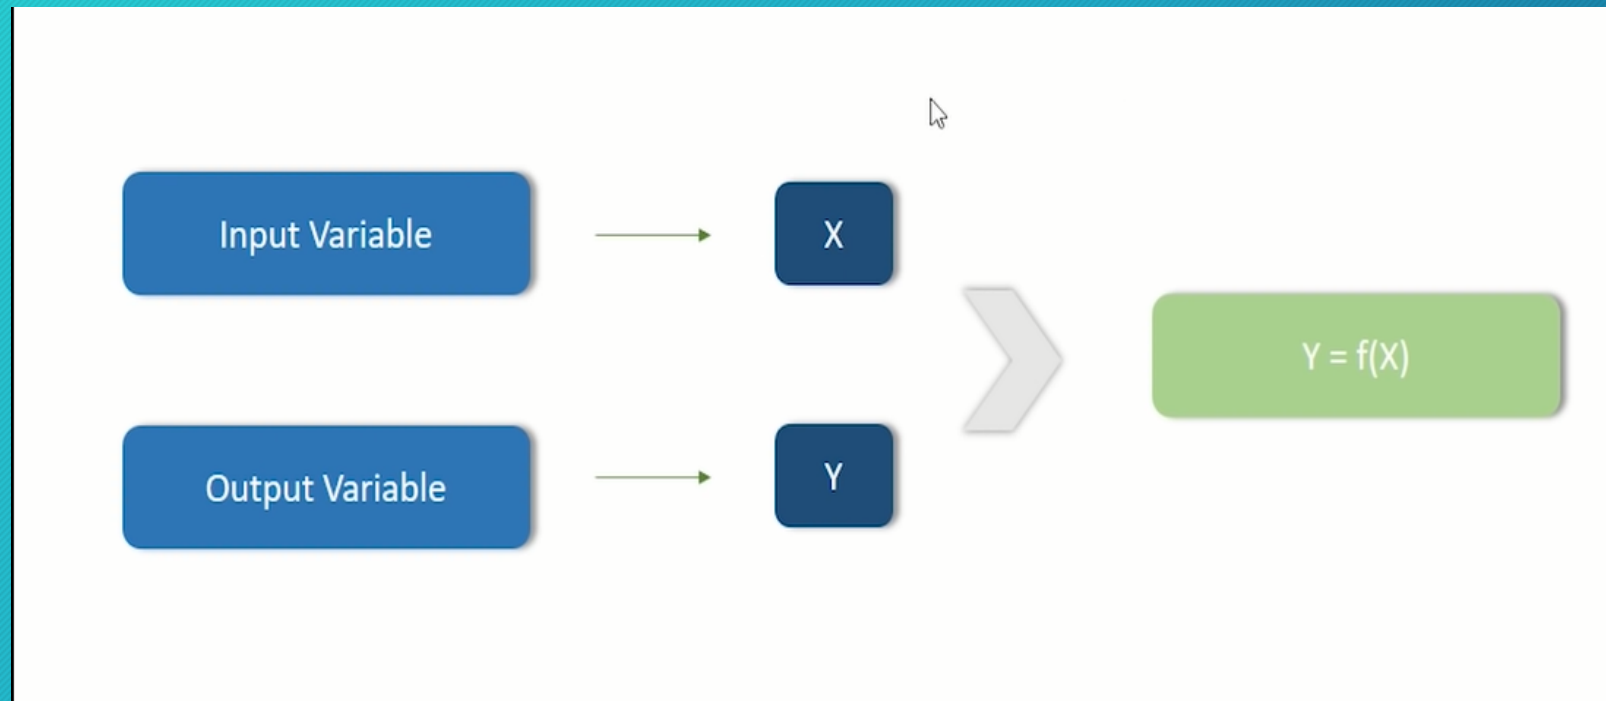 Input Variable
X
Y = f(X)
Output Variable
Y